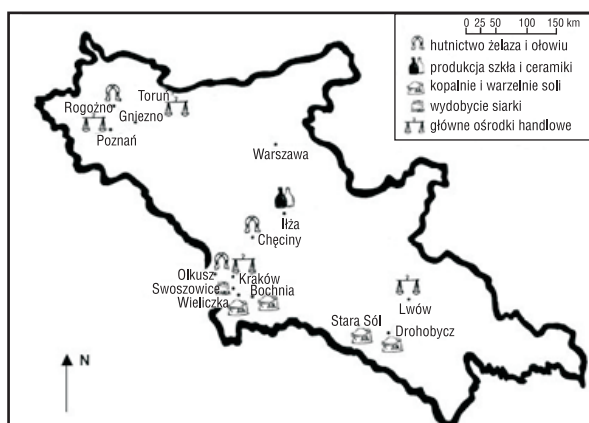 0 25 50 100 150 km
hutnictwo żelaza i ołowiu
produkcja szkła i ceramiki
kopalnie i warzelnie soli
wydobycie siarki
główne ośrodki handlowe
Toruń
Rogoźno
Gniezno
Poznań
Warszawa
Iłża
Chęciny
Olkusz
Kraków
Swoszowice
Bochnia
Wieliczka
Lwów
Stara Sól
Drohobycz
N